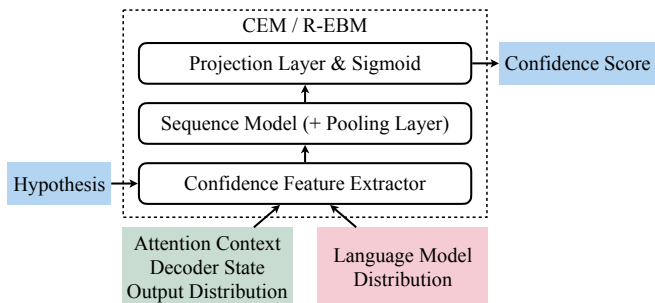 CEM / R-EBM
Projection Layer & Sigmoid
Confidence Score
Sequence Model (+ Pooling Layer)
Hypothesis
Confidence Feature Extractor
Attention Context
Decoder State
Output Distribution
Language Model
Distribution